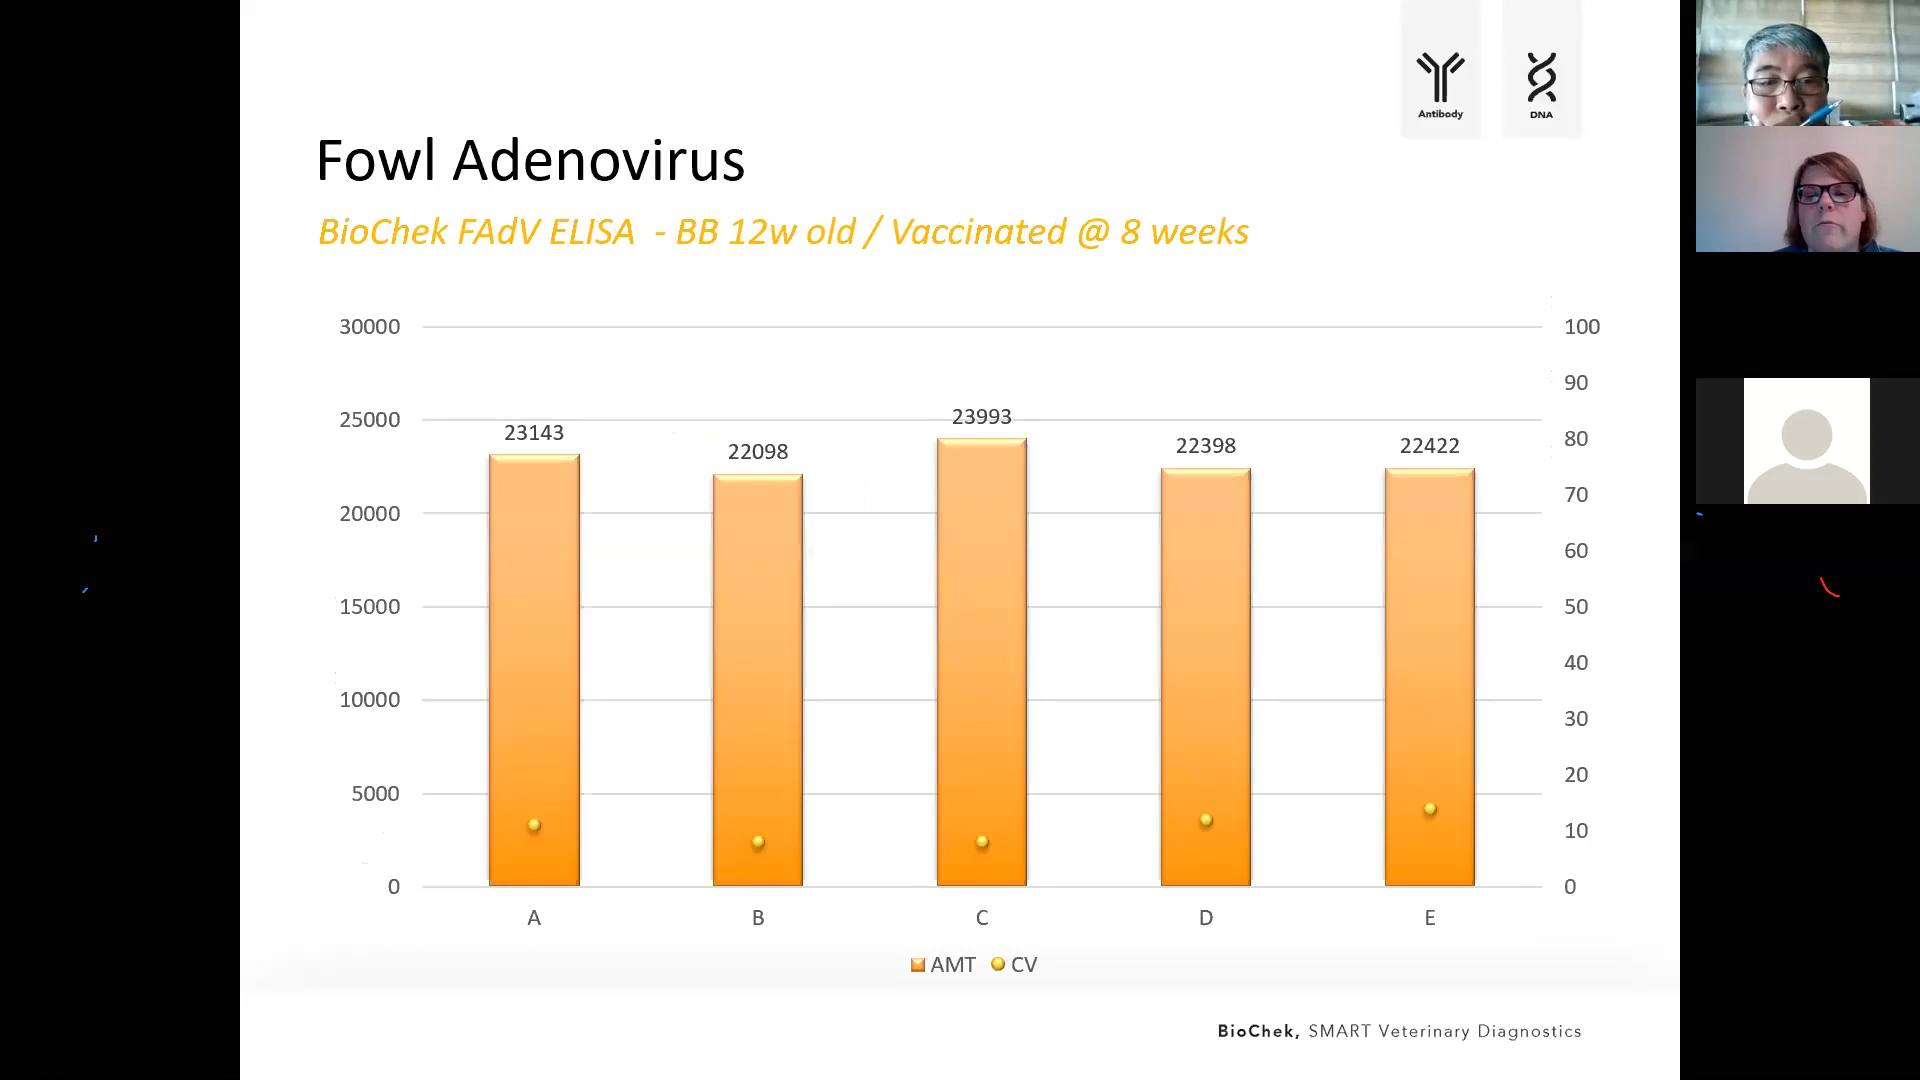 Antibody
DNA
Fowl Adenovirus
BioChek FAdV ELISA - BB 12w old / Vaccinated @ 8 weeks
30000
25000
20000
15000
10000
5000
0
100
90
80
70
60
50
40
30
20
10
0
23143
22098
23993
22398
22422
A
B
C
D
E
AMT
CV
BioChek, SMART Veterinary Diagnostics